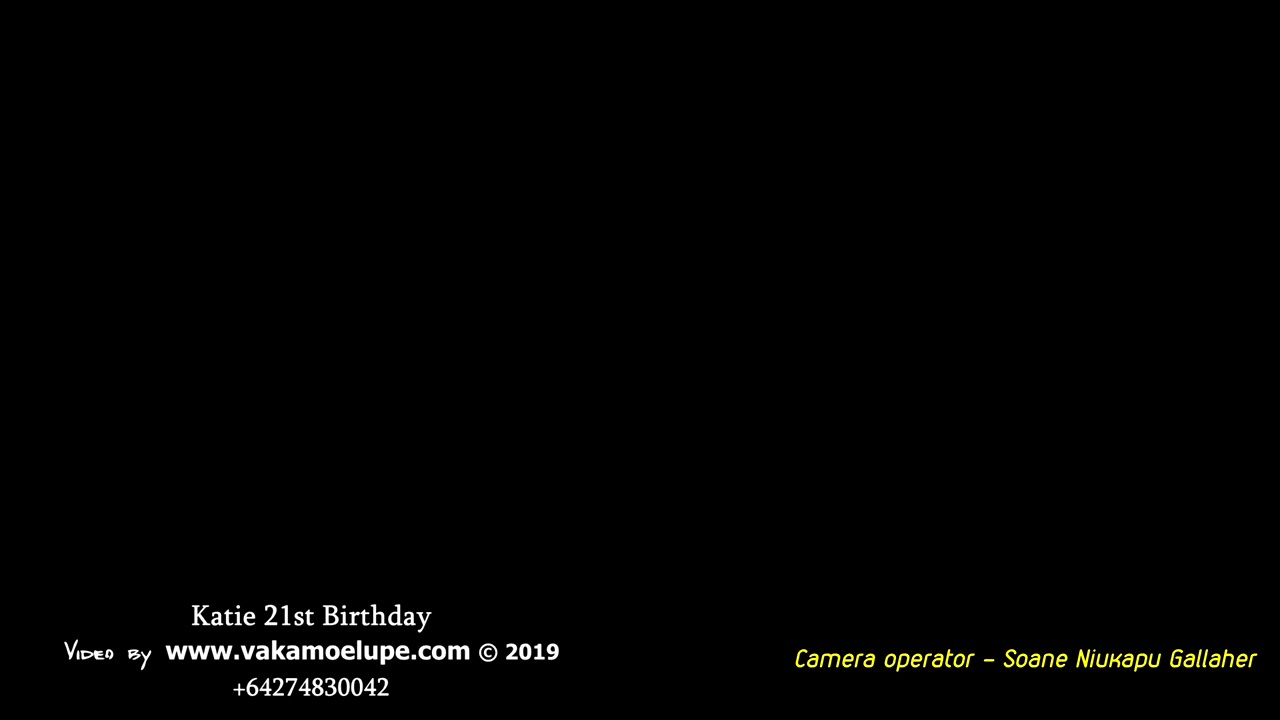 Katie 21st Birthday
Video by www.vakamoelupe.com © 2019
+64274830042
Camera operator – Soane Niukapu Gallaher